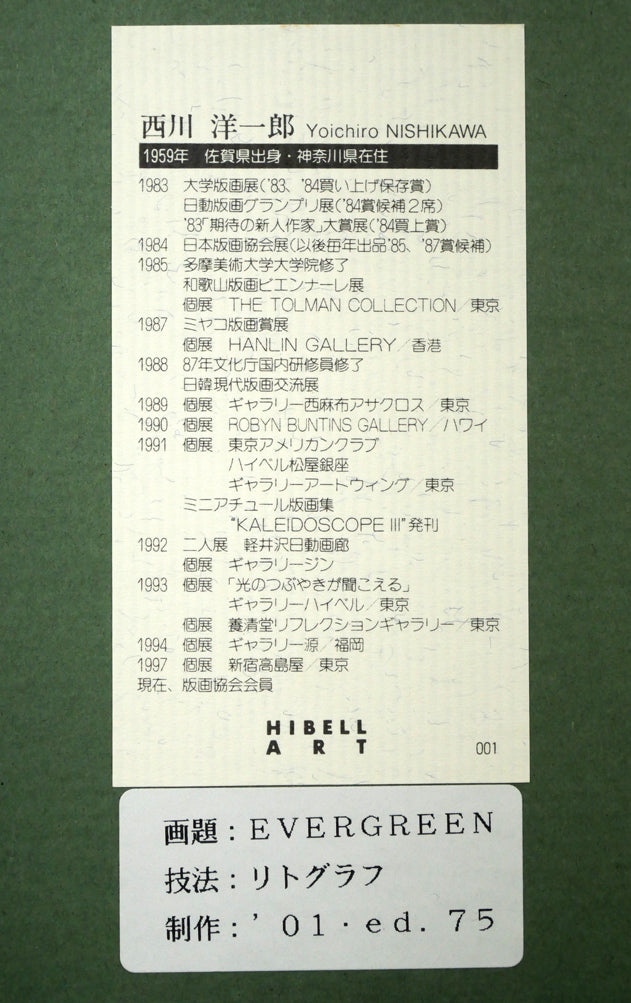 西川 洋一郎 Yoichiro NISHIKAWA
1959年 佐賀県出身・神奈川県在住
1983 大学版画展('83、'84買い上げ保存賞)
日動版画グランプリ展('84賞候補2席)
'83「期待の新人作家」大賞展('84買上賞)
1984 日本版画協会展(以後毎年出品'85、'87賞候補)
1985 多摩美術大学大学院修了
和歌山版画ビエンナーレ展
個展 THE TOLMAN COLLECTION/東京
1987 ミヤコ版画賞展
個展 HANLIN GALLERY/香港
1988 87年文化庁国内研修員修了
日韓現代版画交流展
1989 個展 ギャラリー西麻布アサクロス/東京
1990 個展 ROBYN BUNTINS GALLERY/ハワイ
1991 個展 東京アメリカンクラブ
ハイベル松屋銀座
ギャラリーアートウィング/東京
ミニアチュール版画集
"KALEIDOSCOPE III"発刊
1992 二人展 軽井沢日動画廊
個展 ギャラリージン
1993 個展 「光のつぶやきが聞こえる」
ギャラリーハイベル/東京
個展 養清堂リフレクションギャラリー/東京
1994 個展 ギャラリー源/福岡
1997 個展 新宿高島屋/東京
現在、版画協会会員
HIBELL
ART 001
画題：EVERGREEN
技法：リトグラフ
制作：'01・ed.75